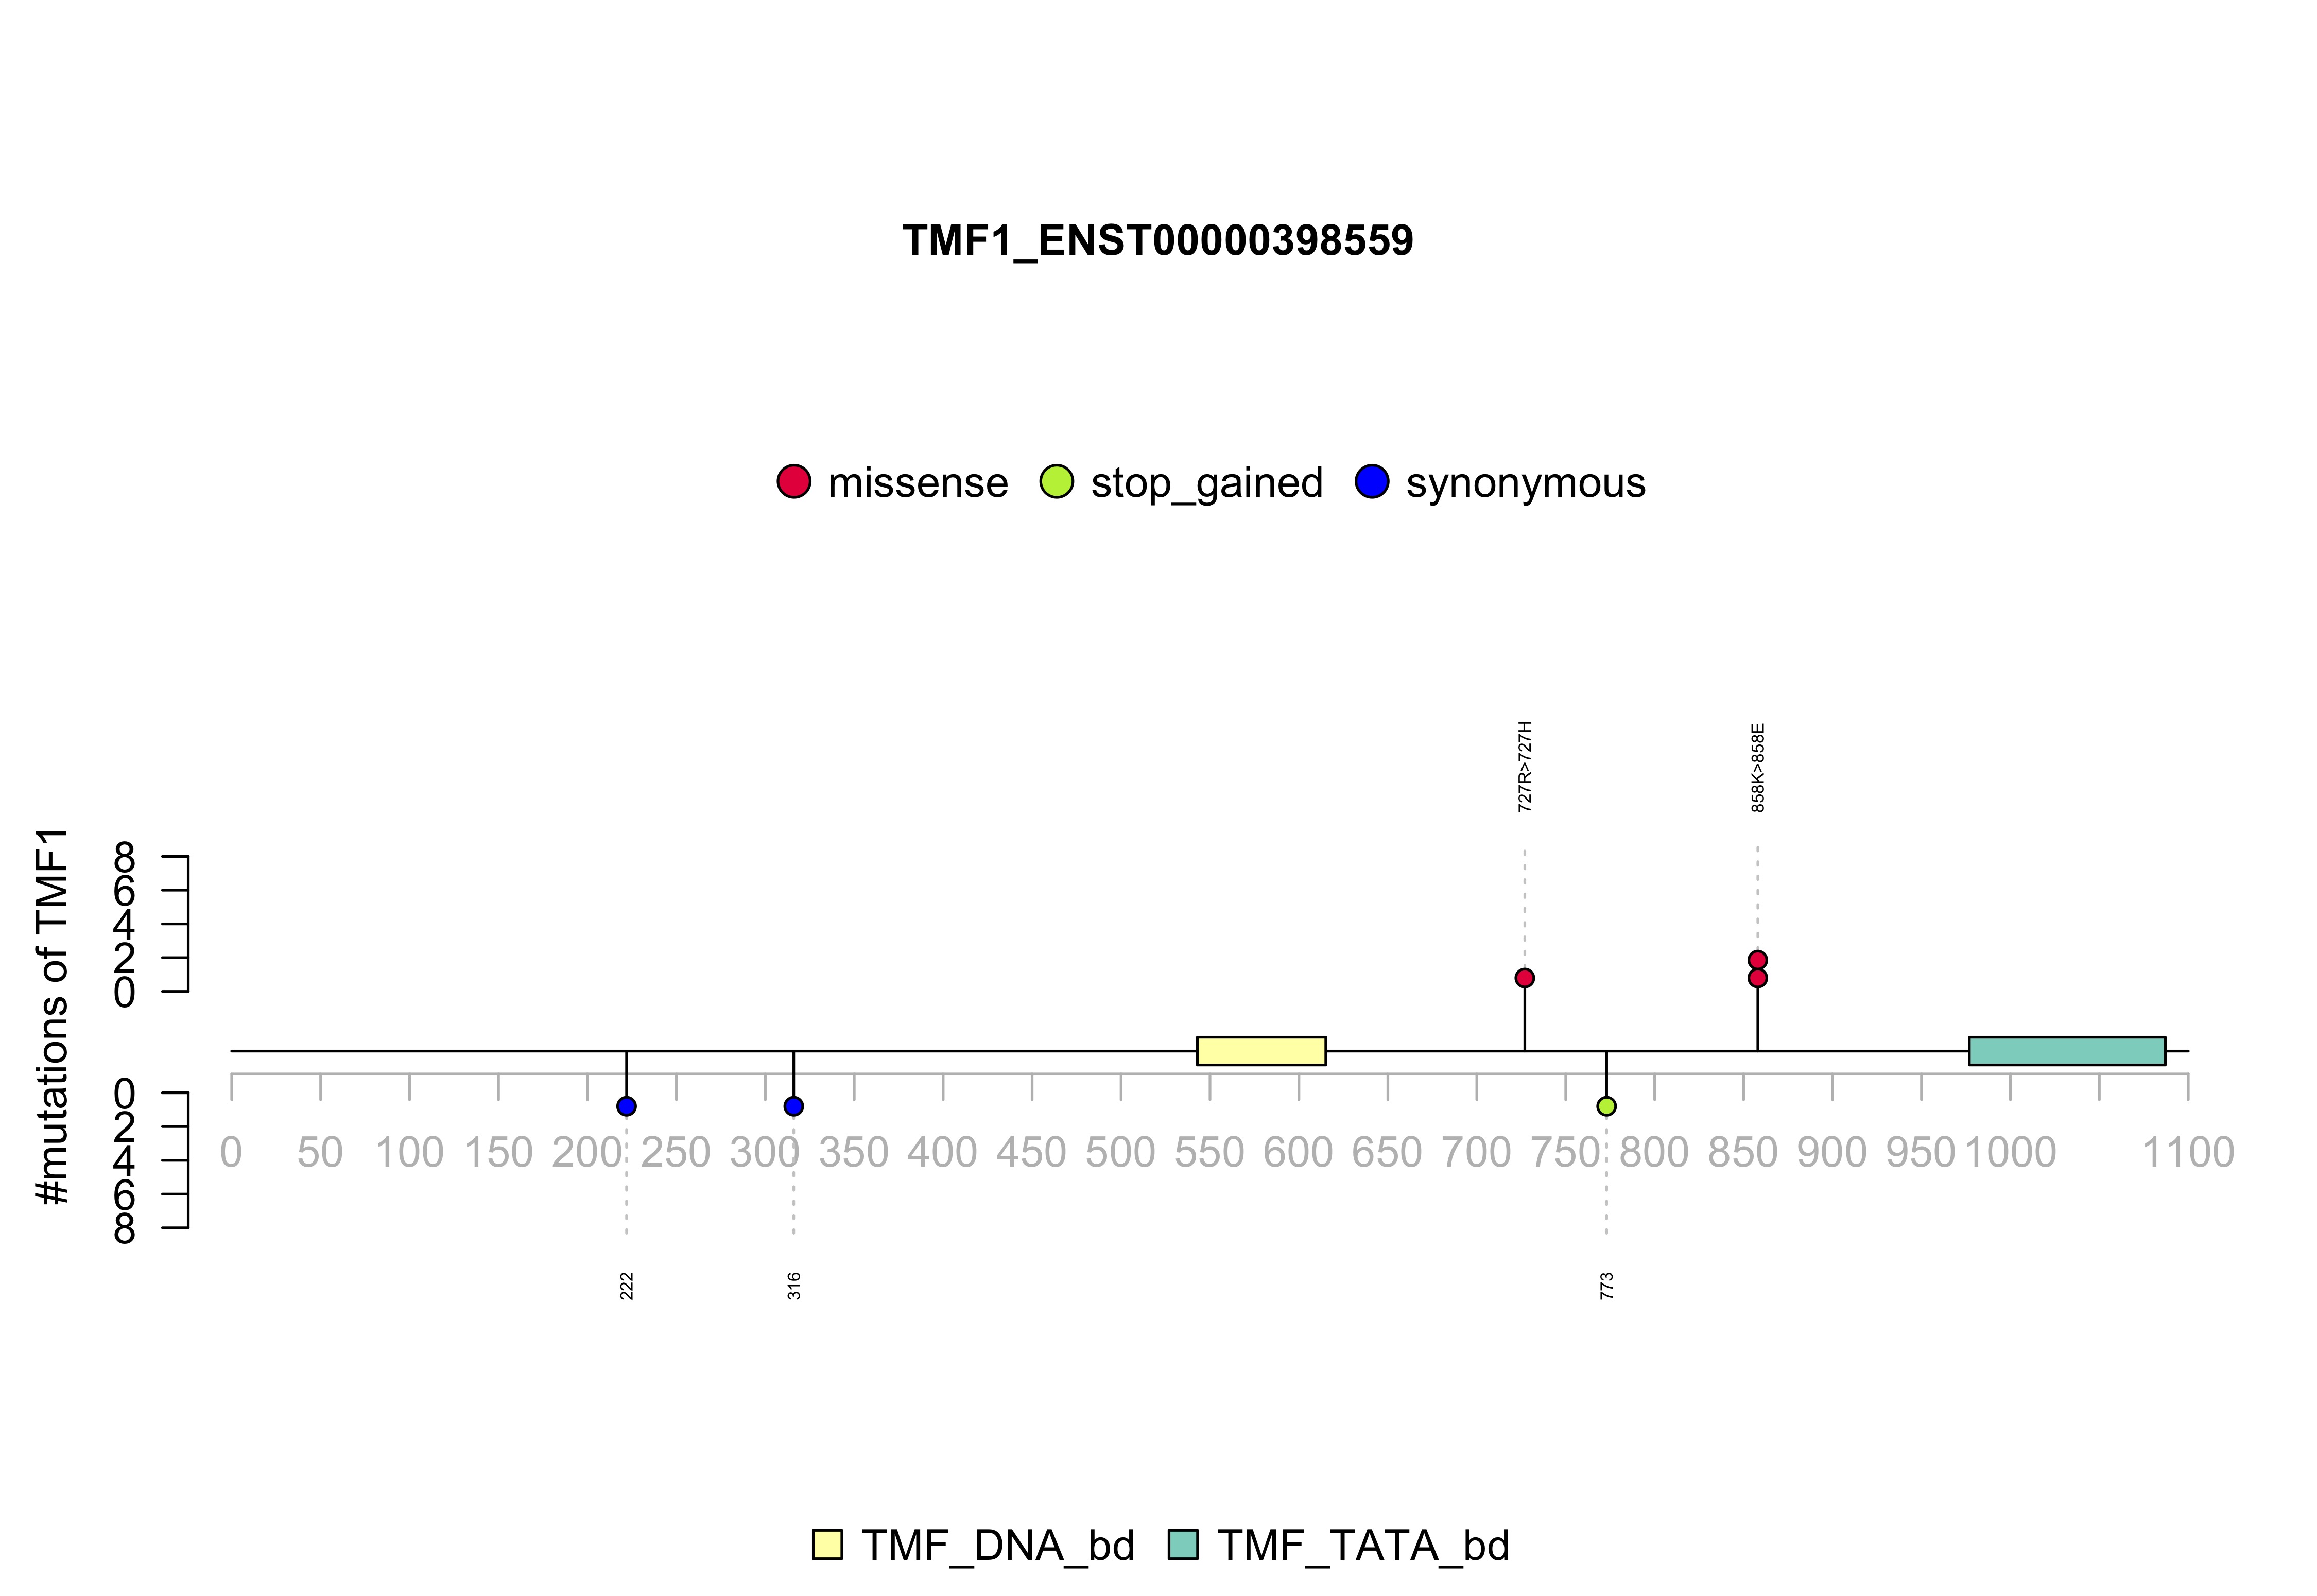 TMF1_ENST00000398559
missense stop_gained synonymous
727R>727H 858K>858E
#mutations of TMF1
8
6
4
2
0
0
2
4
6
8
0 50 100 150 200 250 300 350 400 450 500 550 600 650 700 750 800 850 900 950 1000 1100
222 316 773
TMF_DNA_bd TMF_TATA_bd